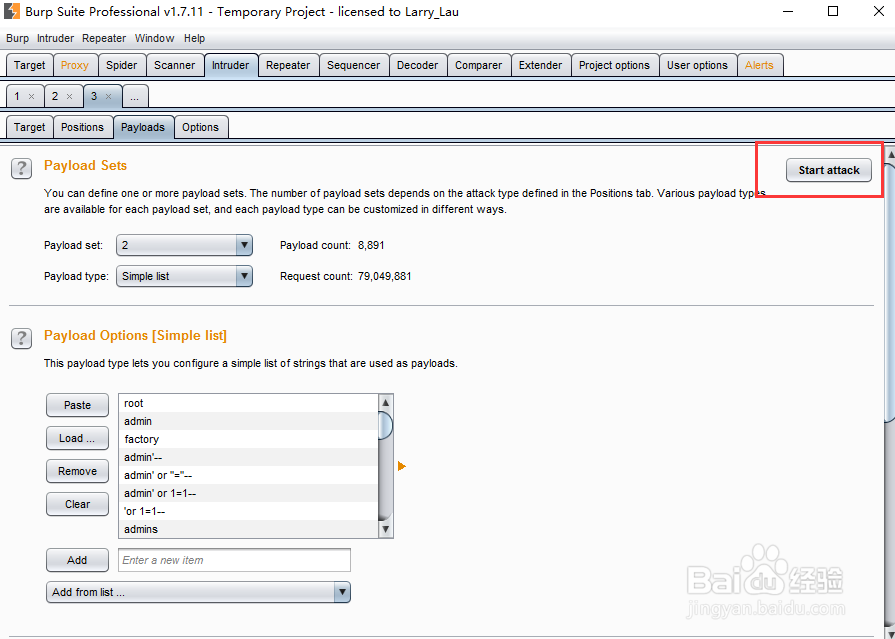 Burp Suite Professional v1.7.11 - Temporary Project - licensed to Larry_Lau
Burp Intruder Repeater Window Help
Target Proxy Spider Scanner Intruder Repeater Sequencer Decoder Comparer Extender Project options User options Alerts
1 × 2 × 3 × ...
Target Positions Payloads Options
? Payload Sets
Start attack
You can define one or more payload sets. The number of payload sets depends on the attack type defined in the Positions tab. Various payload types
are available for each payload set, and each payload type can be customized in different ways.
Payload set: 2 Payload count: 8,891
Payload type: Simple list Request count: 79,049,881
? Payload Options [Simple list]
This payload type lets you configure a simple list of strings that are used as payloads.
Paste
Load ...
Remove
Clear
root
admin
factory
admin'--
admin' or "="--
admin' or 1=1--
'or 1=1--
admins
Add Enter a new item
Add from list ...
Baidu 经验
jingyan.baidu.com